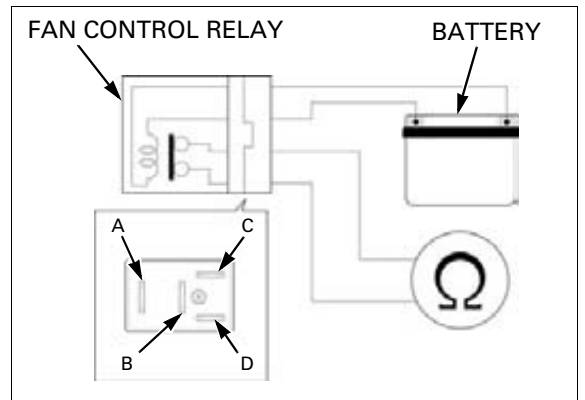 FAN CONTROL RELAY
BATTERY
A
C
Ω
B
D